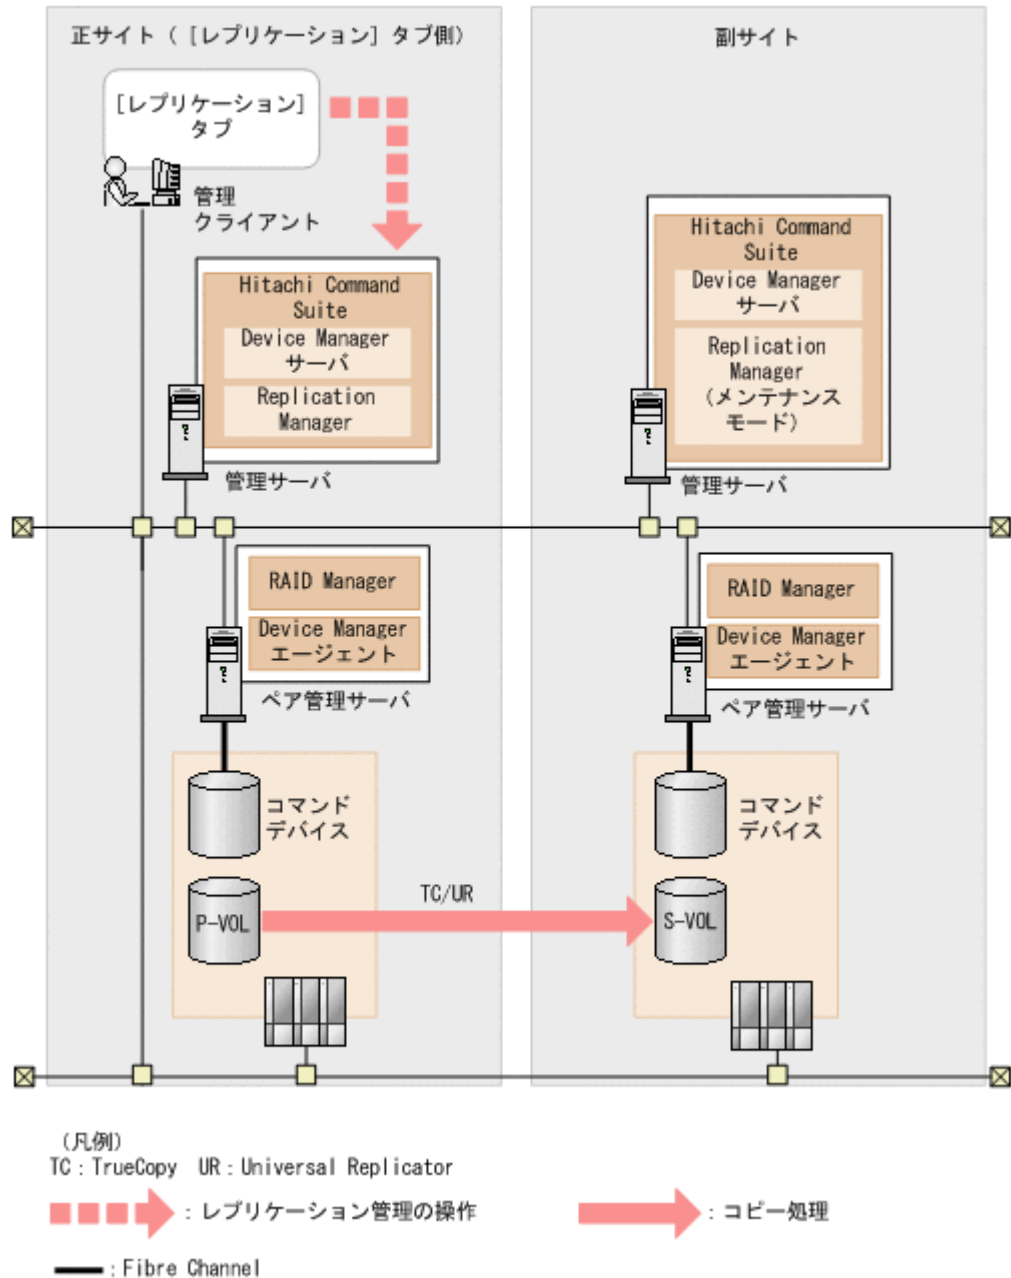 正サイト（［レプリケーション］タブ側）
［レプリケーション］
タブ
管理
クライアント
Hitachi Command
Suite
Device Manager
サーバ
Replication
Manager
管理サーバ
RAID Manager
Device Manager
エージェント
ペア管理サーバ
コマンド
デバイス
P-VOL
TC/UR
副サイト
Hitachi Command
Suite
Device Manager
サーバ
Replication
Manager
（メンテナンス
モード）
管理サーバ
RAID Manager
Device Manager
エージェント
ペア管理サーバ
コマンド
デバイス
S-VOL
（凡例）
TC：TrueCopy UR：Universal Replicator
：レプリケーション管理の操作
：コピー処理
：Fibre Channel